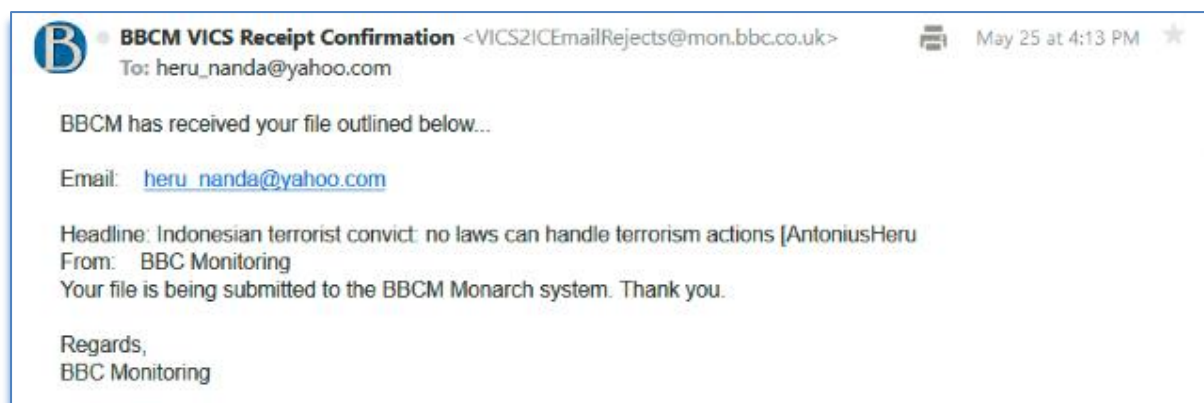 B
BBCM VICS Receipt Confirmation <VICS2ICEmailRejects@mon.bbc.co.uk> May 25 at 4:13 PM
To: heru_nanda@yahoo.com
BBCM has received your file outlined below...
Email: heru_nanda@yahoo.com
Headline: Indonesian terrorist convict: no laws can handle terrorism actions [AntoniusHeru
From: BBC Monitoring
Your file is being submitted to the BBCM Monarch system. Thank you.
Regards,
BBC Monitoring